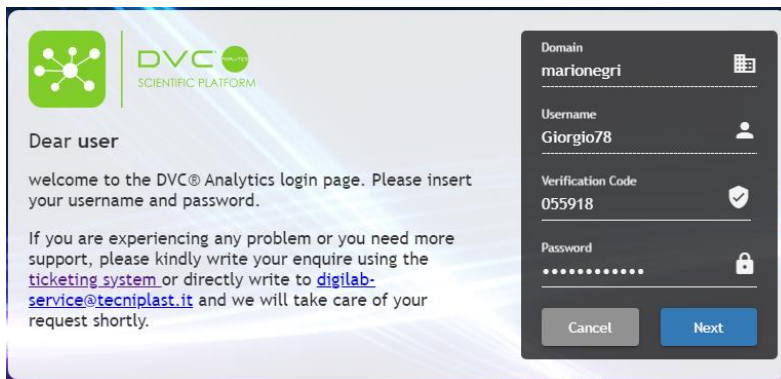 DVC ANALYTICS
SCIENTIFIC PLATFORM
Dear user
welcome to the DVC® Analytics login page. Please insert
your username and password.
If you are experiencing any problem or you need more
support, please kindly write your enquire using the
ticketing system or directly write to digilab-
service@tecniplast.it and we will take care of your
request shortly.
Domain
marionegri
Username
Giorgio78
Verification Code
055918
Password
••••••••••••
Cancel Next